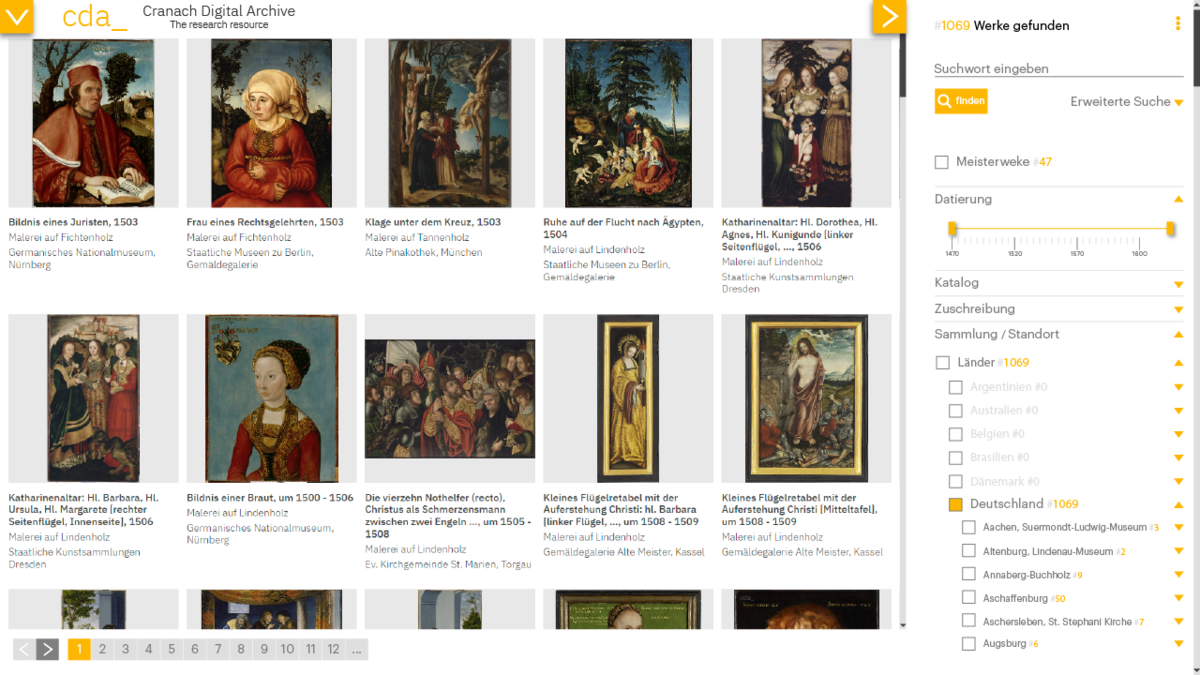 cda_
Cranach Digital Archive
The research resource
Bildnis eines Juristen, 1503
Malerei auf Fichtenholz
Germanisches Nationalmuseum,
Nürnberg
Frau eines Rechtsgelehrten, 1503
Malerei auf Fichtenholz
Staatliche Museen zu Berlin,
Gemäldegalerie
Klage unter dem Kreuz, 1503
Malerei auf Tannenholz
Alte Pinakothek, München
Ruhe auf der Flucht nach Ägypten,
1504
Malerei auf Lindenholz
Staatliche Museen zu Berlin,
Gemäldegalerie
Katharinenaltar: Hl. Dorothea, Hl.
Agnes, Hl. Kunigunde [linker
Seitenflügel, ..., 1506
Malerei auf Lindenholz
Staatliche Kunstsammlungen
Dresden
Katharinenaltar: Hl. Barbara, Hl.
Ursula, Hl. Margarete [rechter
Seitenflügel, Innenseite], 1506
Malerei auf Lindenholz
Staatliche Kunstsammlungen
Dresden
Bildnis einer Braut, um 1500 - 1506
Malerei auf Lindenholz
Germanisches Nationalmuseum,
Nürnberg
Die vierzehn Nothelfer (recto),
Christus als Schmerzensmann
zwischen zwei Engeln ..., um 1505 -
1508
Malerei auf Lindenholz
Ev. Kirchgemeinde St. Marien, Torgau
Kleines Flügelretabel mit der
Auferstehung Christi: hl. Barbara
[linker Flügel, ..., um 1508 - 1509
Malerei auf Lindenholz
Gemäldegalerie Alte Meister, Kassel
Kleines Flügelretabel mit der
Auferstehung Christi [Mitteltafel],
um 1508 - 1509
Malerei auf Lindenholz
Gemäldegalerie Alte Meister, Kassel
< > 1 2 3 4 5 6 7 8 9 10 11 12 ...
#1069 Werke gefunden
Suchwort eingeben
finden
Erweiterte Suche
Meisterweke #47
Datierung
1470 1520 1570 1600
Katalog
Zuschreibung
Sammlung / Standort
Länder #1069
Argentinien #0
Australien #0
Belgien #0
Brasilien #0
Dänemark #0
Deutschland #1069
Aachen, Suermondt-Ludwig-Museum #3
Altenburg, Lindenau-Museum #2
Annaberg-Buchholz #9
Aschaffenburg #50
Aschersleben, St. Stephani Kirche #7
Augsburg #6